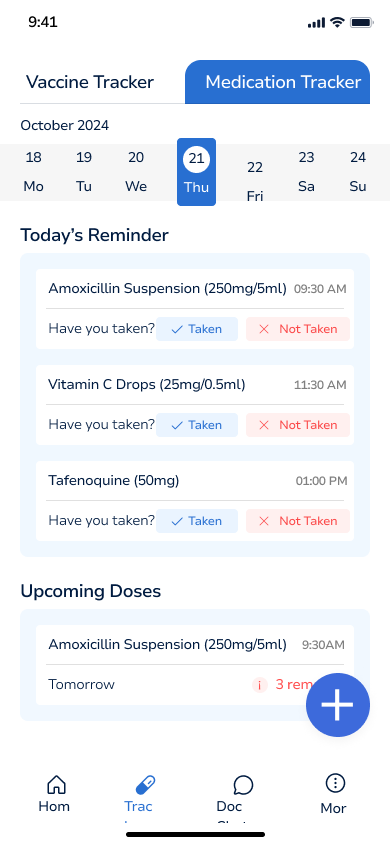 9:41
Vaccine Tracker Medication Tracker
October 2024
18 19 20 21 22 23 24
Mo Tu We Thu Fri Sa Su
Today's Reminder
Amoxicillin Suspension (250mg/5ml) 09:30 AM
Have you taken? Taken Not Taken
Vitamin C Drops (25mg/0.5ml) 11:30 AM
Have you taken? Taken Not Taken
Tafenoquine (50mg) 01:00 PM
Have you taken? Taken Not Taken
Upcoming Doses
Amoxicillin Suspension (250mg/5ml) 9:30AM
Tomorrow 3 rem
Hom Trac Doc Mor